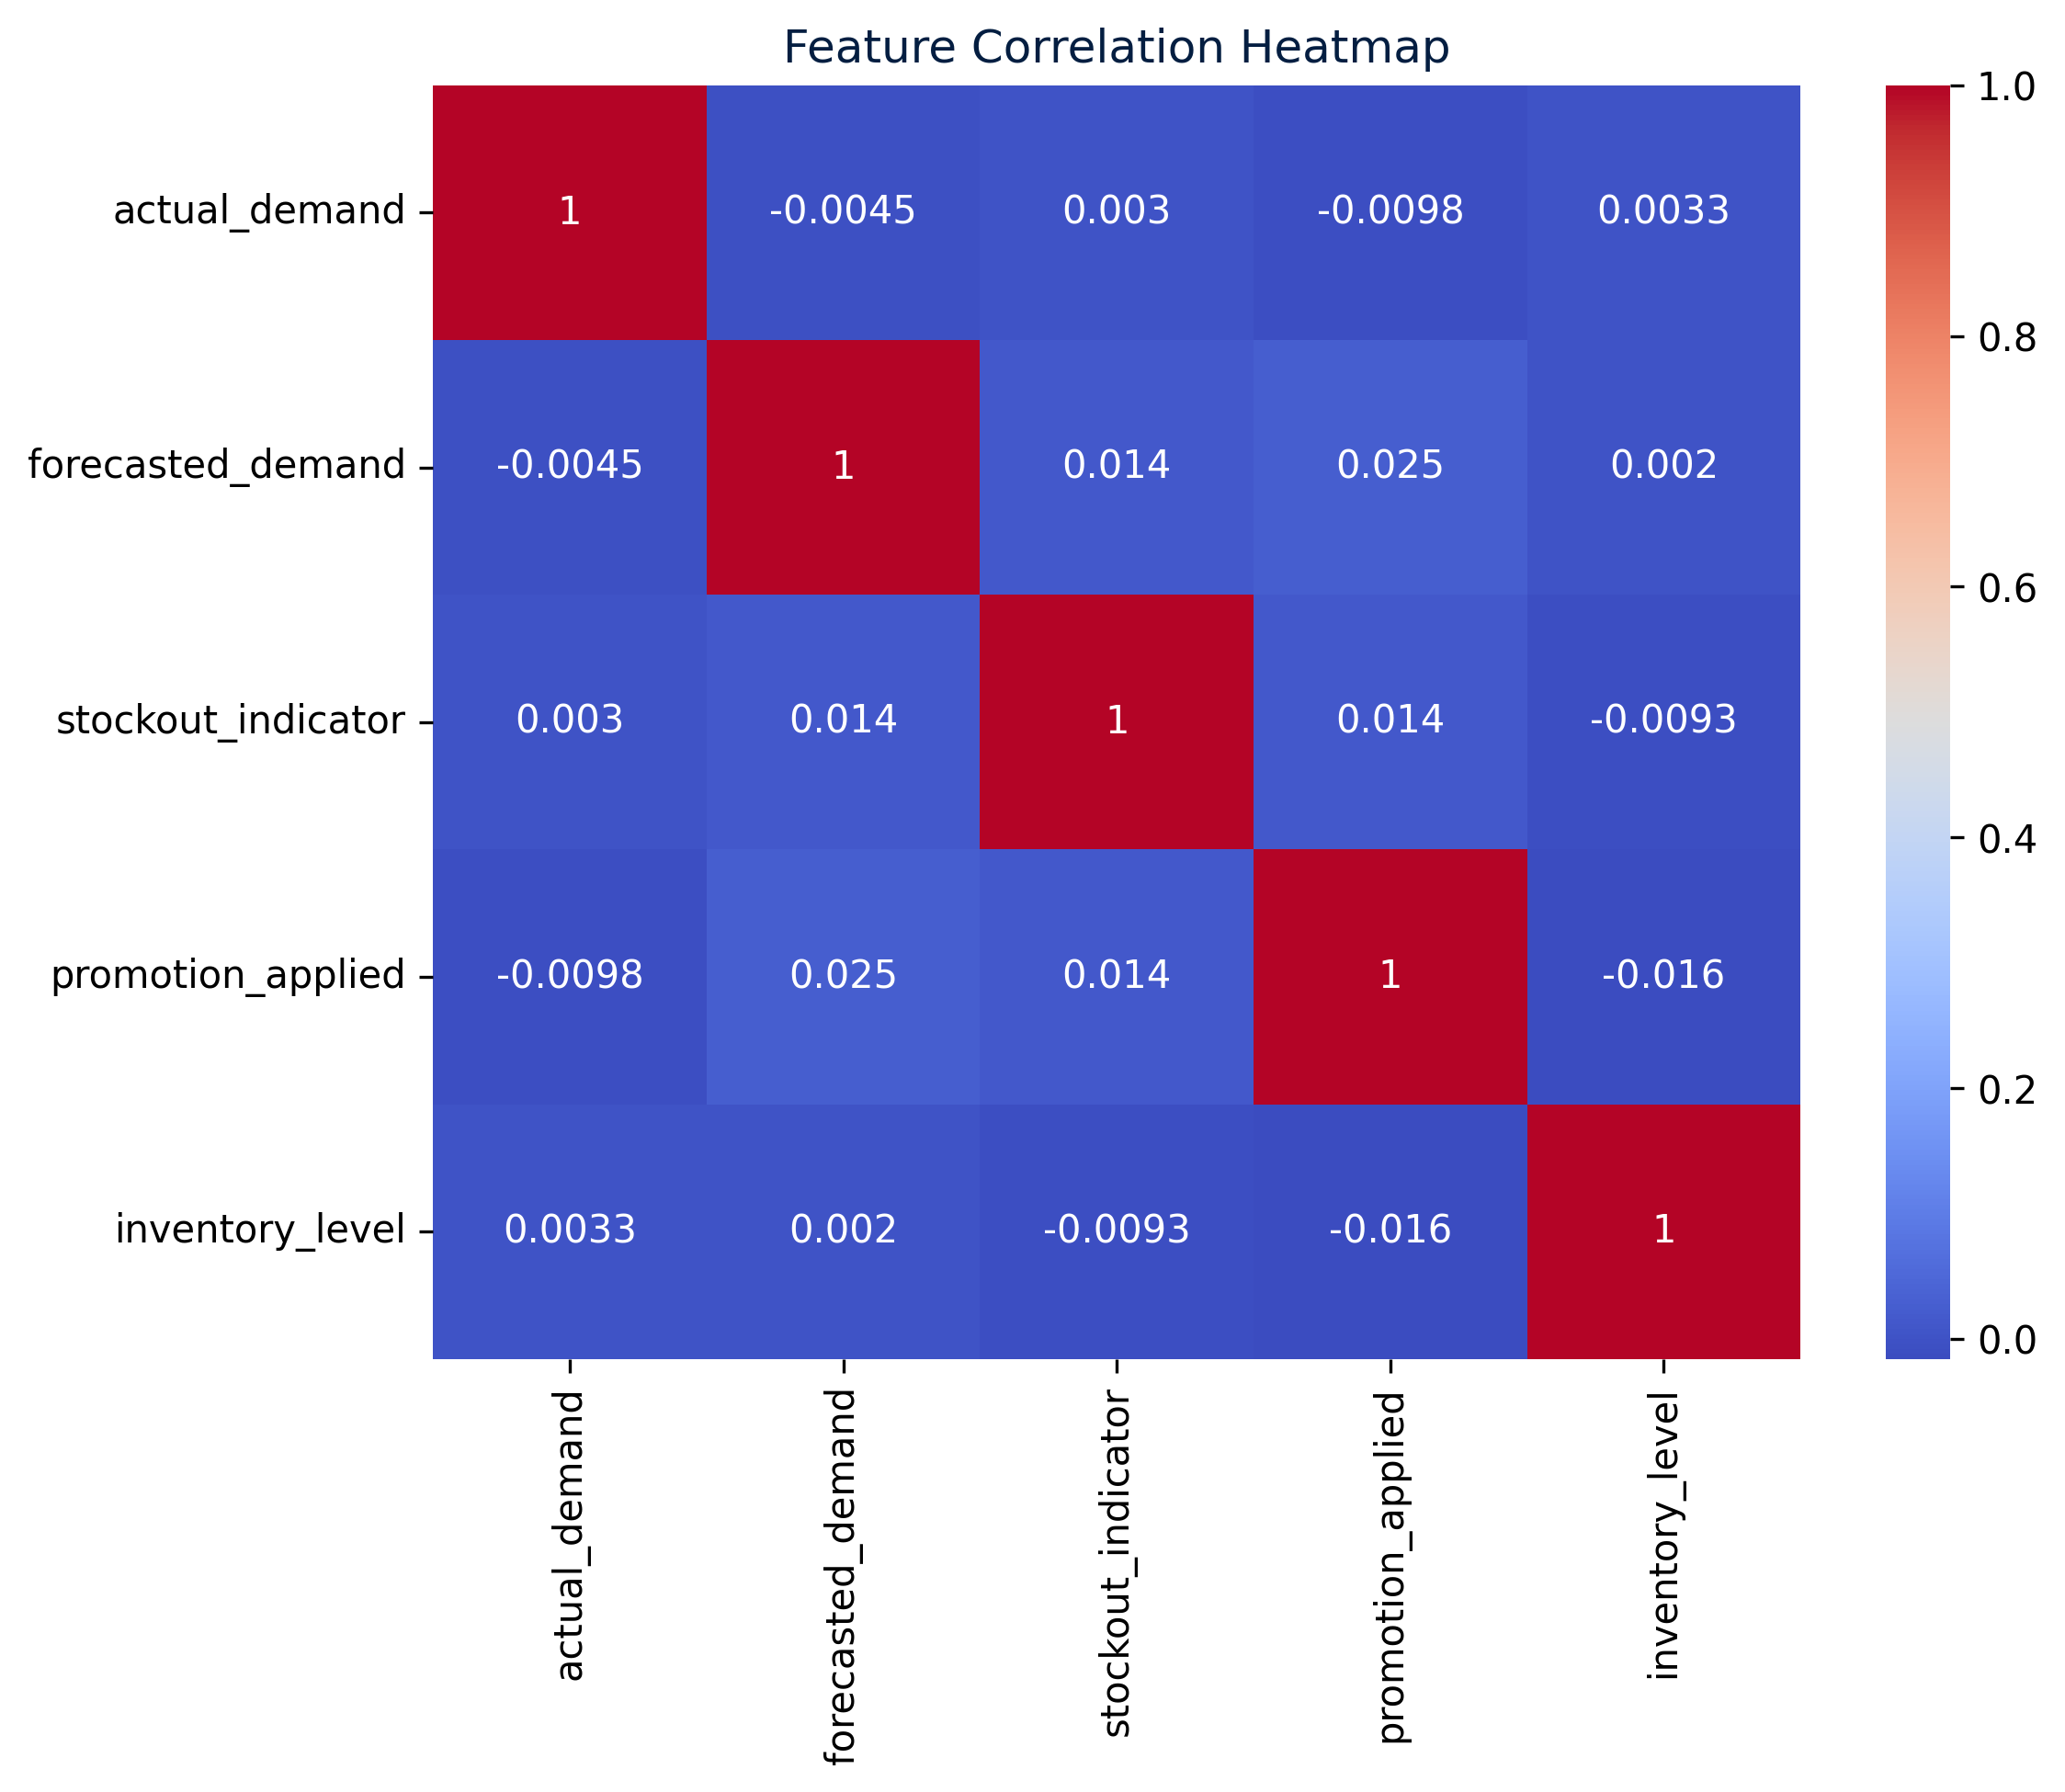 Feature Correlation Heatmap
actual_demand 1 -0.0045 0.003 -0.0098 0.0033
forecasted_demand -0.0045 1 0.014 0.025 0.002
stockout_indicator 0.003 0.014 1 0.014 -0.0093
promotion_applied -0.0098 0.025 0.014 1 -0.016
inventory_level 0.0033 0.002 -0.0093 -0.016 1
actual_demand
forecasted_demand
stockout_indicator
promotion_applied
inventory_level
1.0
0.8
0.6
0.4
0.2
0.0